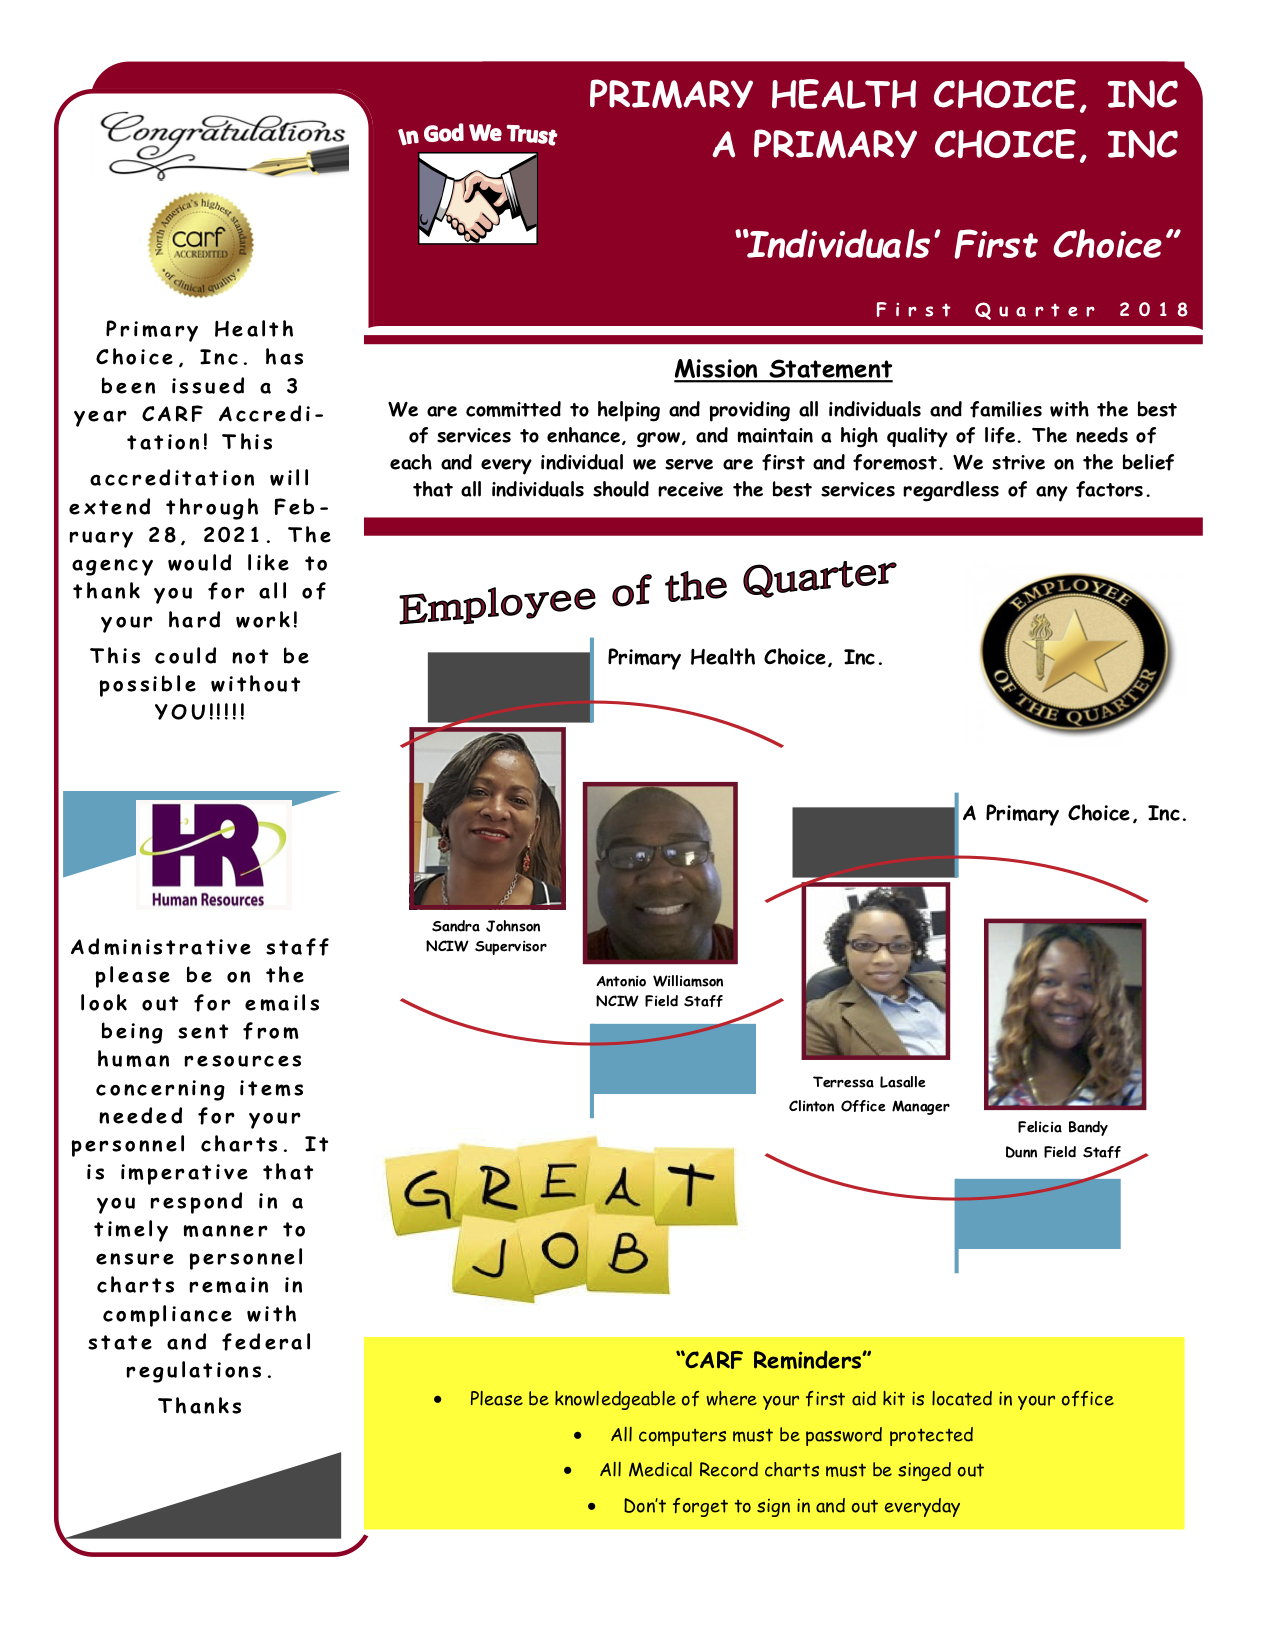 PRIMARY HEALTH CHOICE, INC
A PRIMARY CHOICE, INC
In God We Trust
“Individuals’ First Choice”
First Quarter 2018
Congratulations
North America's highest standard
carf
ACCREDITED
of clinical quality
Primary Health
Choice, Inc. has
been issued a 3
year CARF Accredi-
tation! This
accreditation will
extend through Feb-
ruary 28, 2021. The
agency would like to
thank you for all of
your hard work!
This could not be
possible without
YOU!!!!!
HR
Human Resources
Administrative staff
please be on the
look out for emails
being sent from
human resources
concerning items
needed for your
personnel charts. It
is imperative that
you respond in a
timely manner to
ensure personnel
charts remain in
compliance with
state and federal
regulations.
Thanks
Mission Statement
We are committed to helping and providing all individuals and families with the best
of services to enhance, grow, and maintain a high quality of life. The needs of
each and every individual we serve are first and foremost. We strive on the belief
that all individuals should receive the best services regardless of any factors.
Employee of the Quarter
EMPLOYEE
OF THE QUARTER
Primary Health Choice, Inc.
Sandra Johnson
NCIW Supervisor
Antonio Williamson
NCIW Field Staff
A Primary Choice, Inc.
Terressa Lasalle
Clinton Office Manager
Felicia Bandy
Dunn Field Staff
GREAT
JOB
“CARF Reminders”
• Please be knowledgeable of where your first aid kit is located in your office
• All computers must be password protected
• All Medical Record charts must be singed out
• Don’t forget to sign in and out everyday